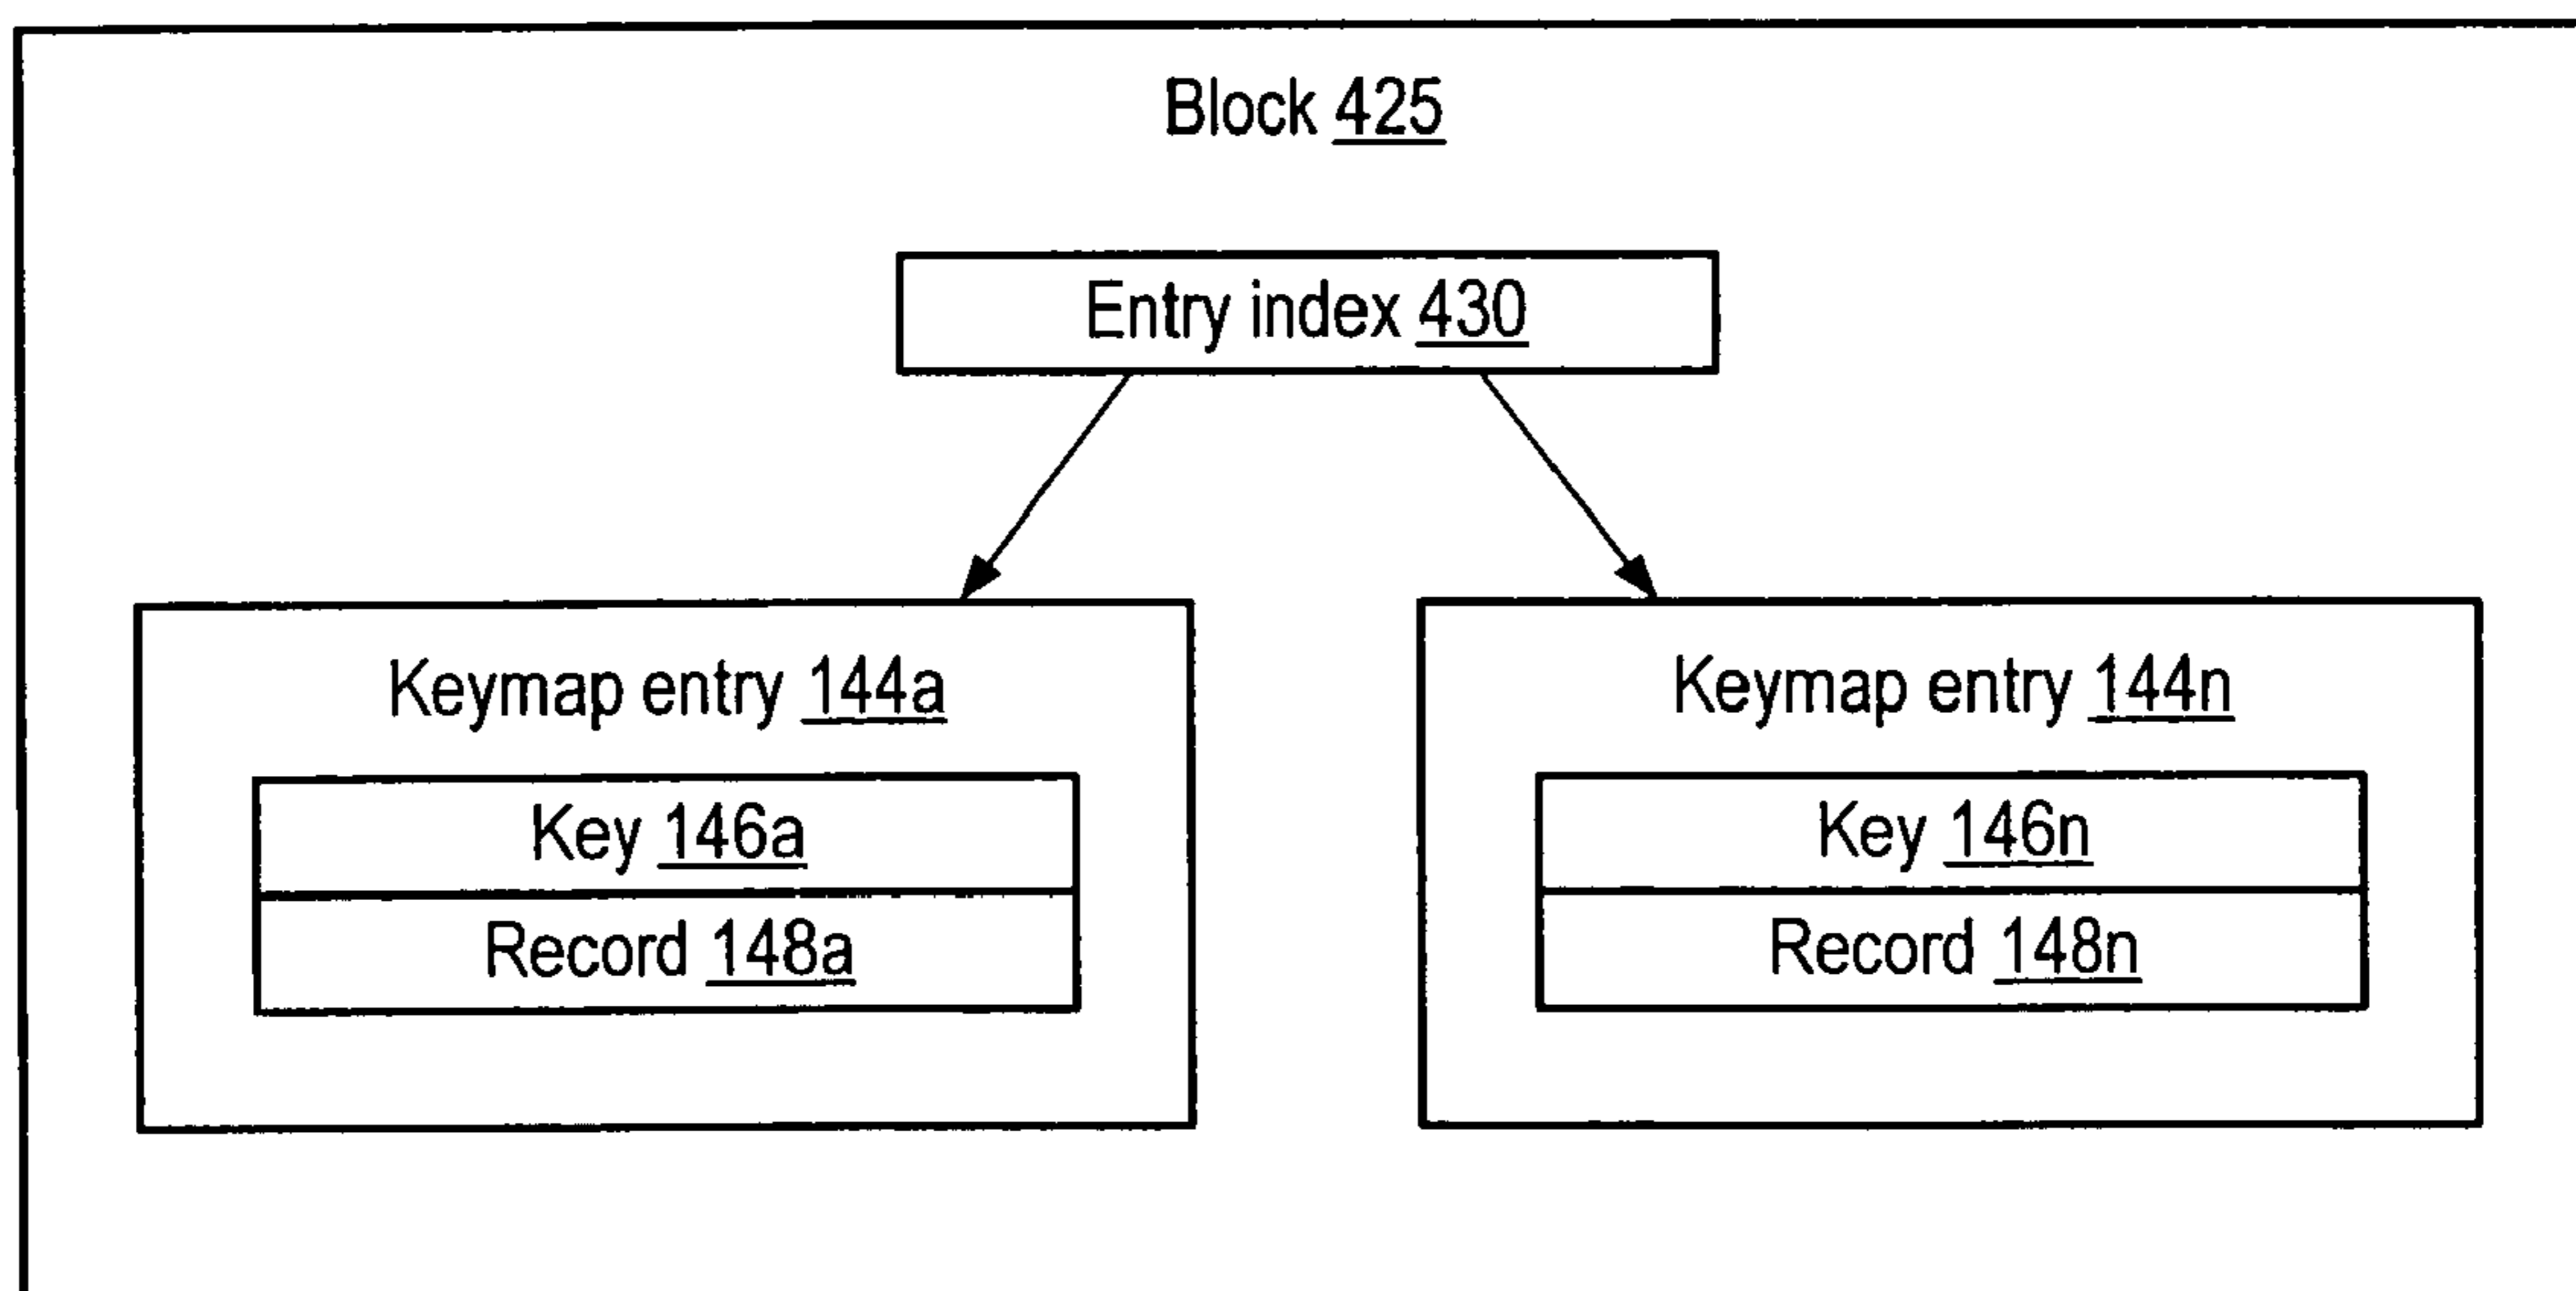 Block 425
Entry index 430
Keymap entry 144a
Key 146a
Record 148a
Keymap entry 144n
Key 146n
Record 148n